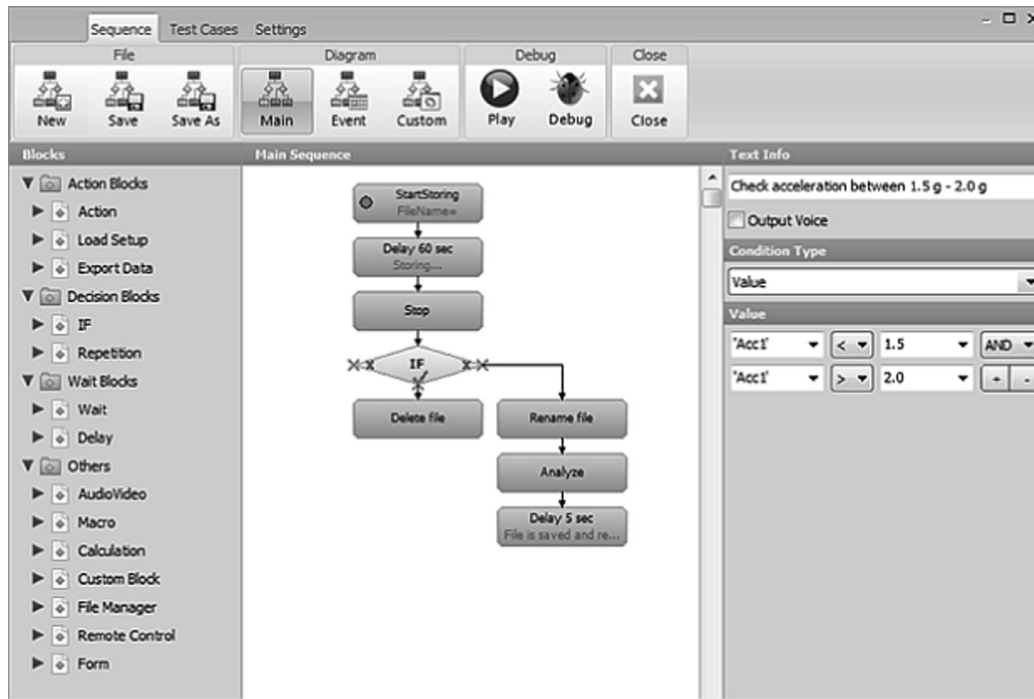 Sequence Test Cases Settings
File Diagram Debug Close
New Save Save As Main Event Custom Play Debug Close
Blocks
Action Blocks
Action
Load Setup
Export Data
Decision Blocks
IF
Repetition
Wait Blocks
Wait
Delay
Others
AudioVideo
Macro
Calculation
Custom Block
File Manager
Remote Control
Form
Main Sequence
StartStoring
FileName=
Delay 60 sec
Storing...
Stop
IF
Delete file
Rename file
Analyze
Delay 5 sec
File is saved and re...
Text Info
Check acceleration between 1.5 g - 2.0 g
Output Voice
Condition Type
Value
Value
'Acc1' < 1.5 AND
'Acc1' > 2.0 + -